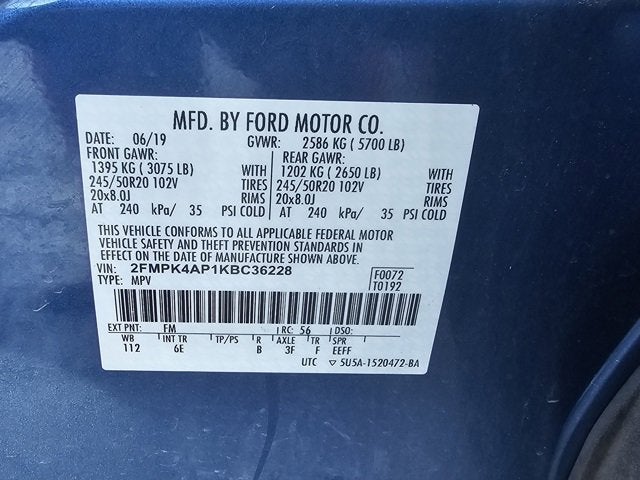 MFD. BY FORD MOTOR CO.
DATE: 06/19 GVWR: 2586 KG ( 5700 LB)
FRONT GAWR: REAR GAWR:
1395 KG ( 3075 LB) 1202 KG ( 2650 LB)
245/50R20 102V TIRES 245/50R20 102V TIRES
20x8.0J RIMS 20x8.0J RIMS
AT 240 kPa/ 35 PSI COLD AT 240 kPa/ 35 PSI COLD
THIS VEHICLE CONFORMS TO ALL APPLICABLE FEDERAL MOTOR
VEHICLE SAFETY AND THEFT PREVENTION STANDARDS IN
EFFECT ON THE DATE OF MANUFACTURE SHOWN ABOVE.
VIN: 2FMPK4AP1KBC36228 F0072
TYPE: MPV T0192
EXT PNT: FM RC: 56 DSO:
WB INT TR TP/PS R AXLE TR SPR
112 6E B 3F F EEFF
UTC ▽ 5U5A-1520472-BA